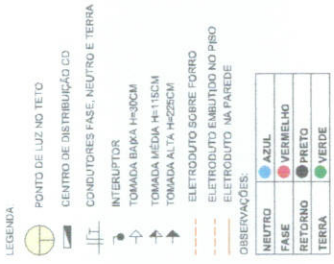 LEGENDA
PONTO DE LUZ NO TETO
CENTRO DE DISTRIBUIÇÃO CD
CONDUTORES FASE, NEUTRO E TERRA
INTERRUPTOR
TOMADA BAIXA H=30CM
TOMADA MÉDIA H=115CM
TOMADA ALTA H=225CM
ELETRODUTO SOBRE FORRO
ELETRODUTO EMBUTIDO NO PISO
ELETRODUTO NA PAREDE
OBSERVAÇÕES:
NEUTRO AZUL
FASE VERMELHO
RETORNO PRETO
TERRA VERDE